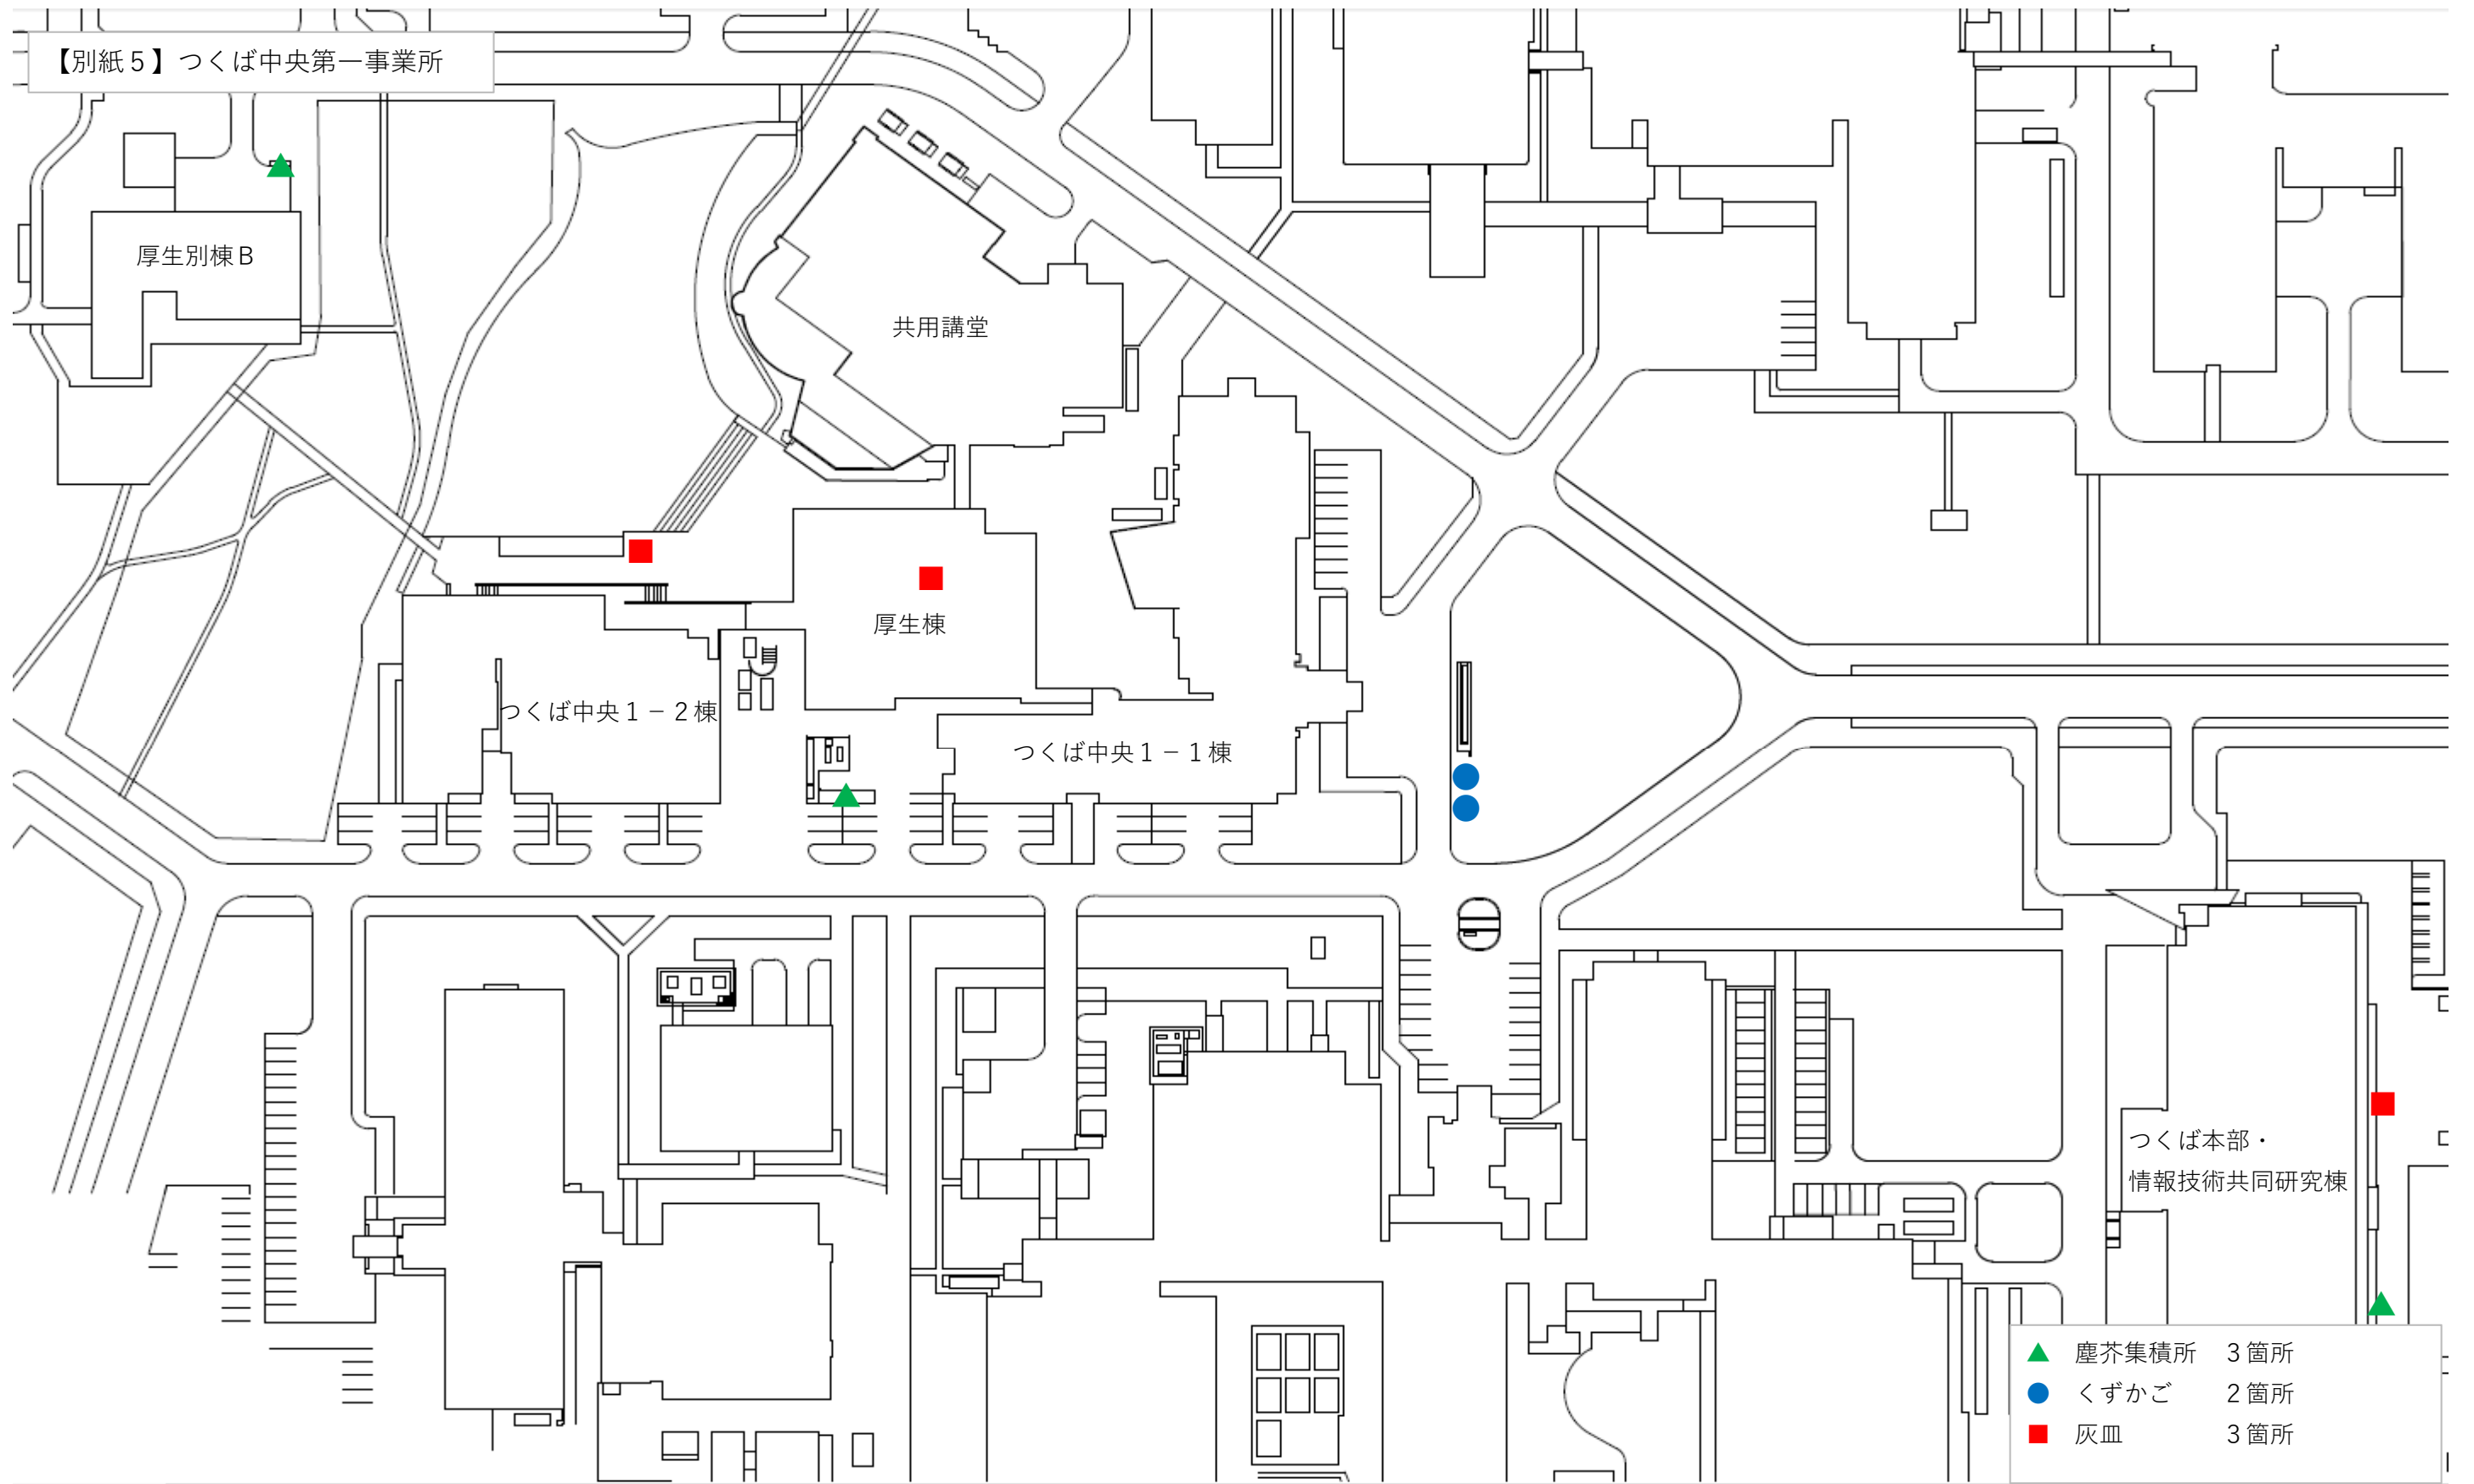 【別紙５】つくば中央第一事業所
厚生別棟Ｂ
共用講堂
厚生棟
つくば中央１－２棟
つくば中央１－１棟
つくば本部・
情報技術共同研究棟
塵芥集積所　３箇所
くずかご　２箇所
灰皿　３箇所